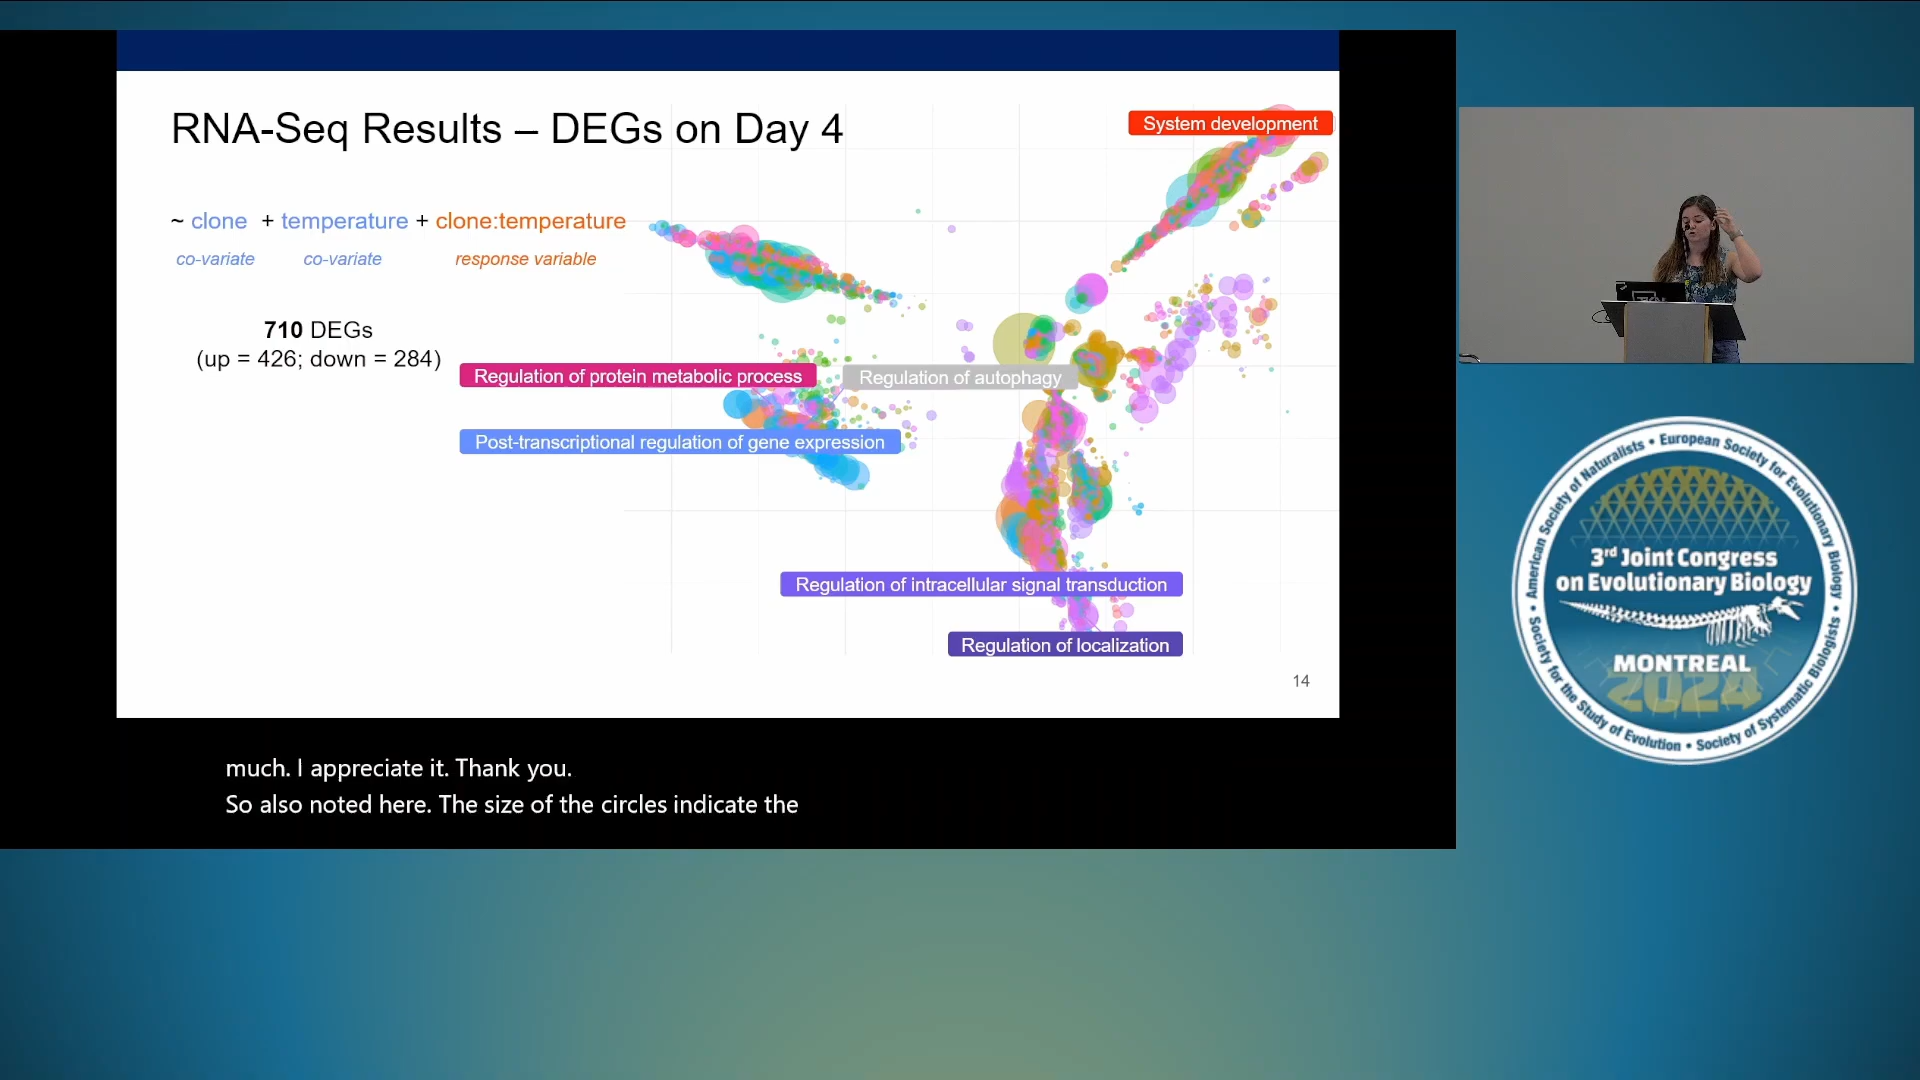 RNA-Seq Results – DEGs on Day 4
System development
~ clone + temperature + clone:temperature
co-variate co-variate response variable
710 DEGs
(up = 426; down = 284)
Regulation of protein metabolic process
Regulation of autophagy
Post-transcriptional regulation of gene expression
Regulation of intracellular signal transduction
Regulation of localization
14
much. I appreciate it. Thank you.
So also noted here. The size of the circles indicate the
American Society of Naturalists • European Society for Evolutionary Biology •
Society for the Study of Evolution • Society of Systematic Biologists •
3rd Joint Congress
on Evolutionary Biology
MONTREAL
2024